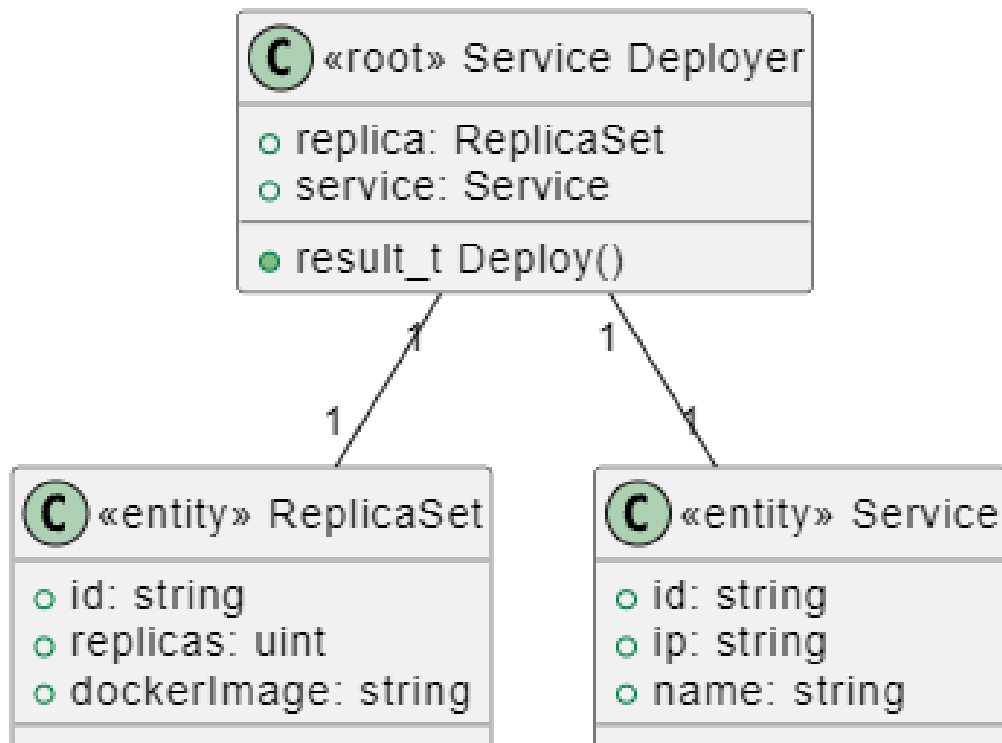 C «root» Service Deployer
replica: ReplicaSet
service: Service
result_t Deploy()
1 1
1 1
C «entity» ReplicaSet
id: string
replicas: uint
dockerImage: string
C «entity» Service
id: string
ip: string
name: string